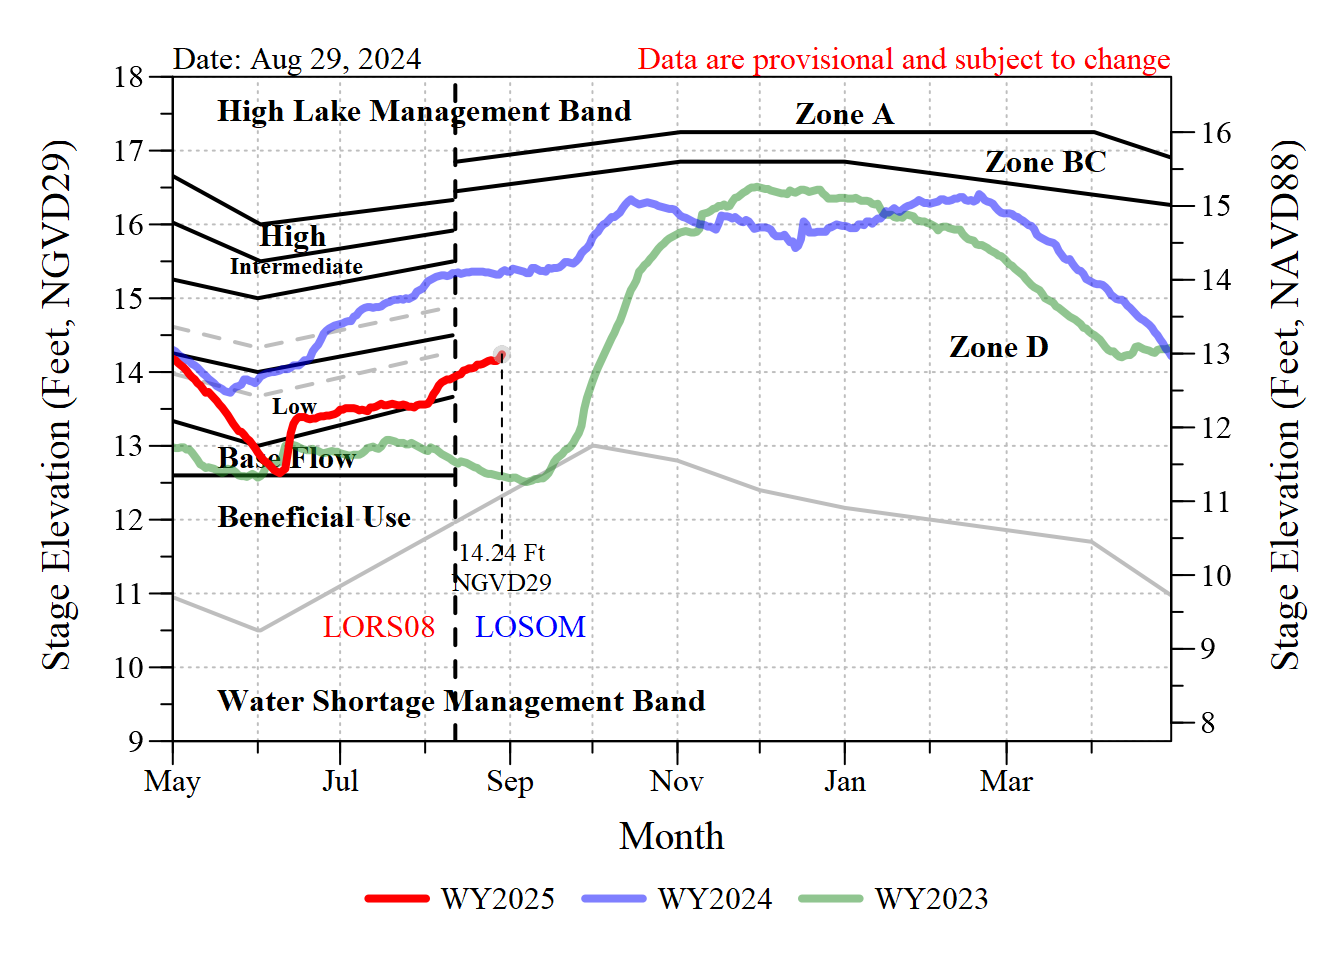 Date: Aug 29, 2024
Data are provisional and subject to change
Stage Elevation (Feet, NGVD29)
18
17
16
15
14
13
12
11
10
9
High Lake Management Band
High
Intermediate
Low
Base Flow
Beneficial Use
Water Shortage Management Band
LORS08
LOSOM
14.24 Ft
NGVD29
Zone A
Zone BC
Zone D
16
15
14
13
12
11
10
9
8
Stage Elevation (Feet, NAVD88)
May Jul Sep Nov Jan Mar
Month
WY2025 WY2024 WY2023